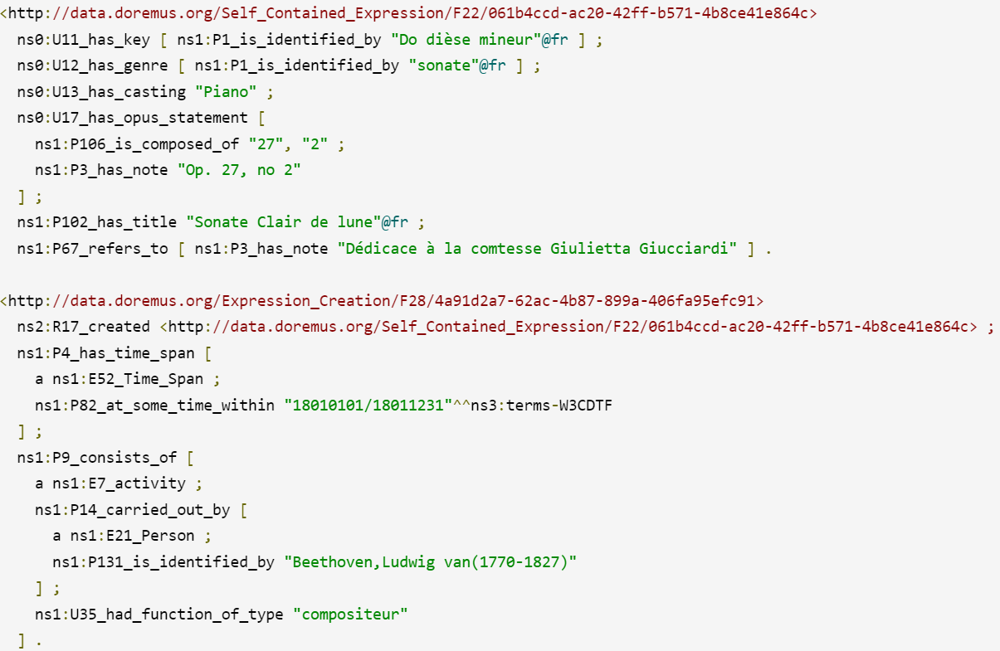 <http://data.doremus.org/Self_Contained_Expression/F22/061b4ccd-ac20-42ff-b571-4b8ce41e864c>
ns0:U11_has_key [ ns1:P1_is_identified_by "Do dièse mineur"@fr ] ;
ns0:U12_has_genre [ ns1:P1_is_identified_by "sonate"@fr ] ;
ns0:U13_has_casting "Piano" ;
ns0:U17_has_opus_statement [
ns1:P106_is_composed_of "27", "2" ;
ns1:P3_has_note "Op. 27, no 2"
] ;
ns1:P102_has_title "Sonate Clair de lune"@fr ;
ns1:P67_refers_to [ ns1:P3_has_note "Dédicace à la comtesse Giulietta Giucciardi" ] .
<http://data.doremus.org/Expression_Creation/F28/4a91d2a7-62ac-4b87-899a-406fa95efc91>
ns2:R17_created <http://data.doremus.org/Self_Contained_Expression/F22/061b4ccd-ac20-42ff-b571-4b8ce41e864c> ;
ns1:P4_has_time_span [
a ns1:E52_Time_Span ;
ns1:P82_at_some_time_within "18010101/18011231"^^ns3:terms-W3CDTF
] ;
ns1:P9_consists_of [
a ns1:E7_activity ;
ns1:P14_carried_out_by [
a ns1:E21_Person ;
ns1:P131_is_identified_by "Beethoven,Ludwig van(1770-1827)"
] ;
ns1:U35_had_function_of_type "compositeur"
] .